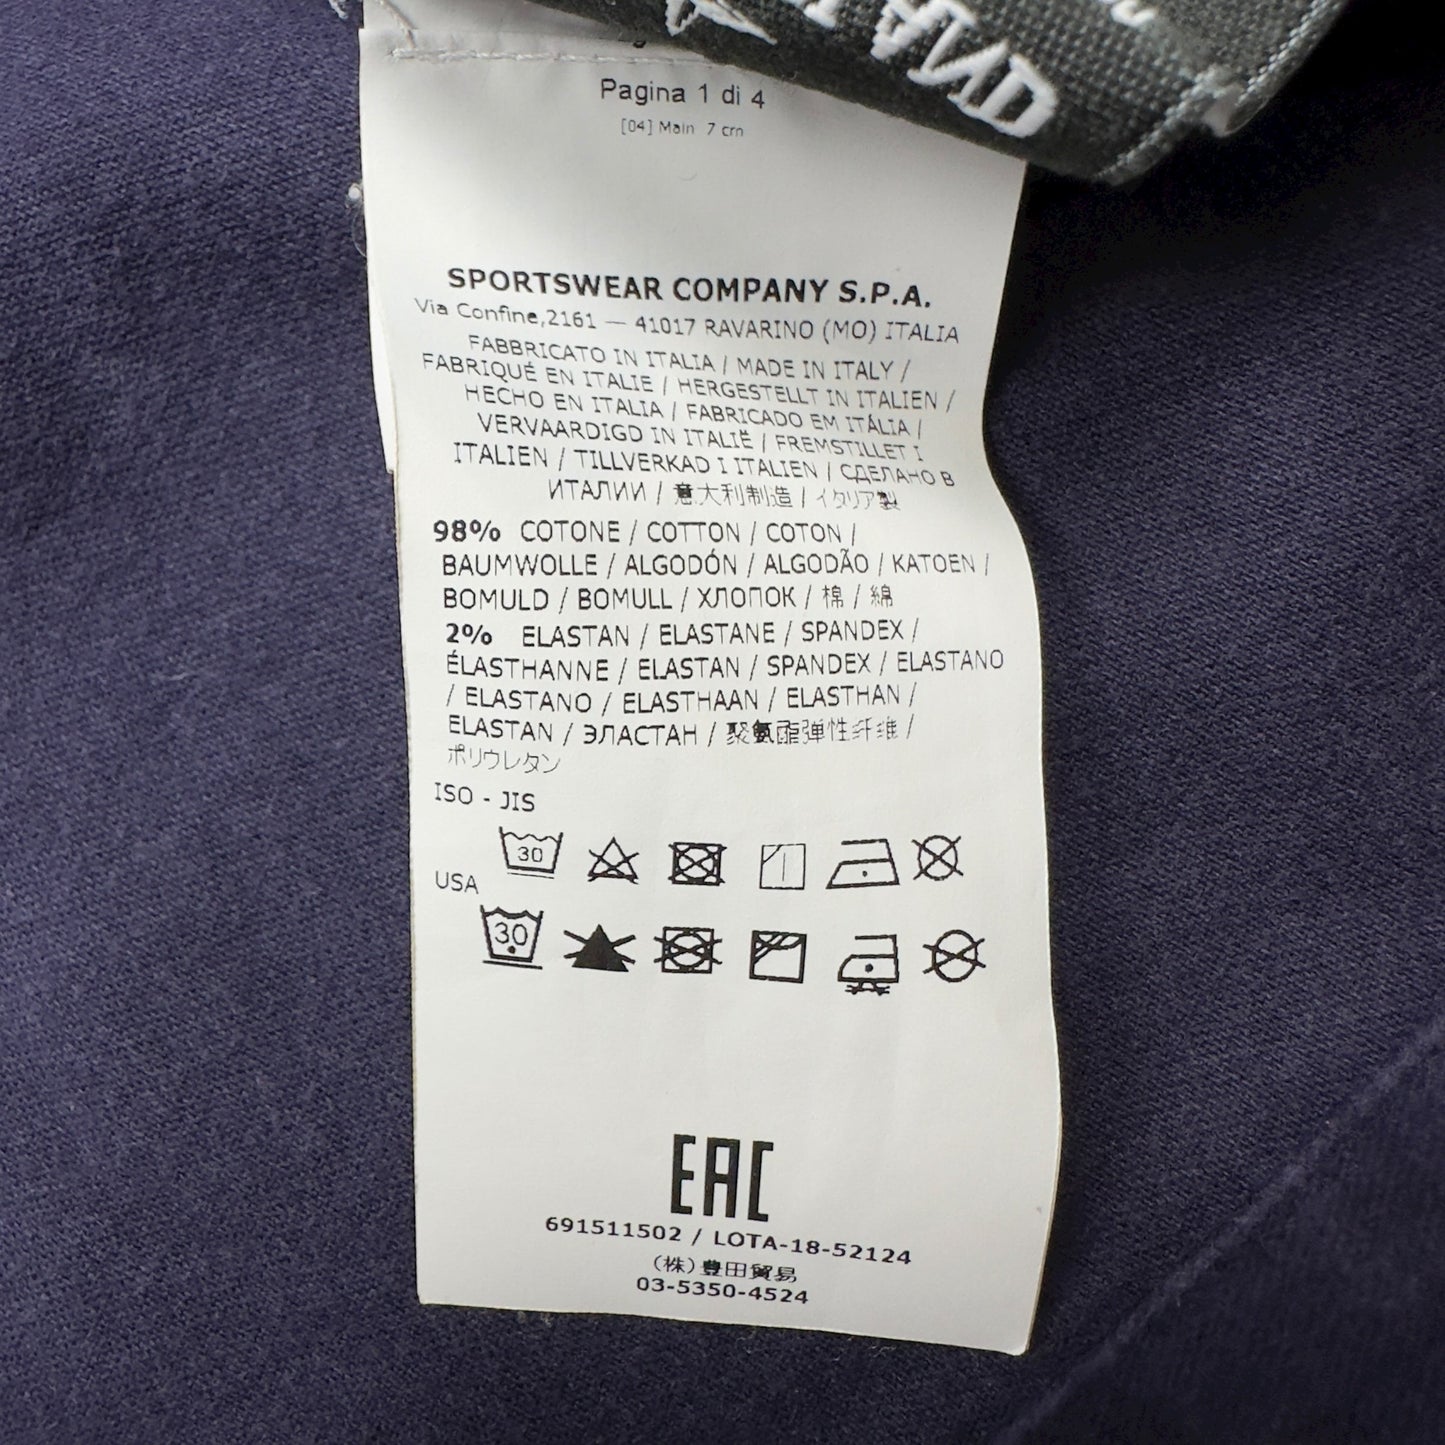 Pagina 1 di 4
[04] Main 7 cm
SPORTSWEAR COMPANY S.P.A.
Via Confine,2161 — 41017 RAVARINO (MO) ITALIA
FABBRICATO IN ITALIA / MADE IN ITALY /
FABRIQUÉ EN ITALIE / HERGESTELLT IN ITALIEN /
HECHO EN ITALIA / FABRICADO EM ITÁLIA /
VERVAARDIGD IN ITALIË / FREMSTILLET I
ITALIEN / TILLVERKAD I ITALIEN / СДЕЛАНО В
ИТАЛИИ / 意大利制造 / イタリア製
98% COTONE / COTTON / COTON /
BAUMWOLLE / ALGODÓN / ALGODÃO / KATOEN /
BOMULD / BOMULL / ХЛОПОК / 棉 / 綿
2% ELASTAN / ELASTANE / SPANDEX /
ÉLASTHANNE / ELASTAN / SPANDEX / ELASTANO
/ ELASTANO / ELASTHAAN / ELASTHAN /
ELASTAN / ЭЛАСТАН / 聚氨酯弹性纤维 /
ポリウレタン
ISO - JIS
30
USA
30
EAC
691511502 / LOTA-18-52124
(株)豊田貿易
03-5350-4524